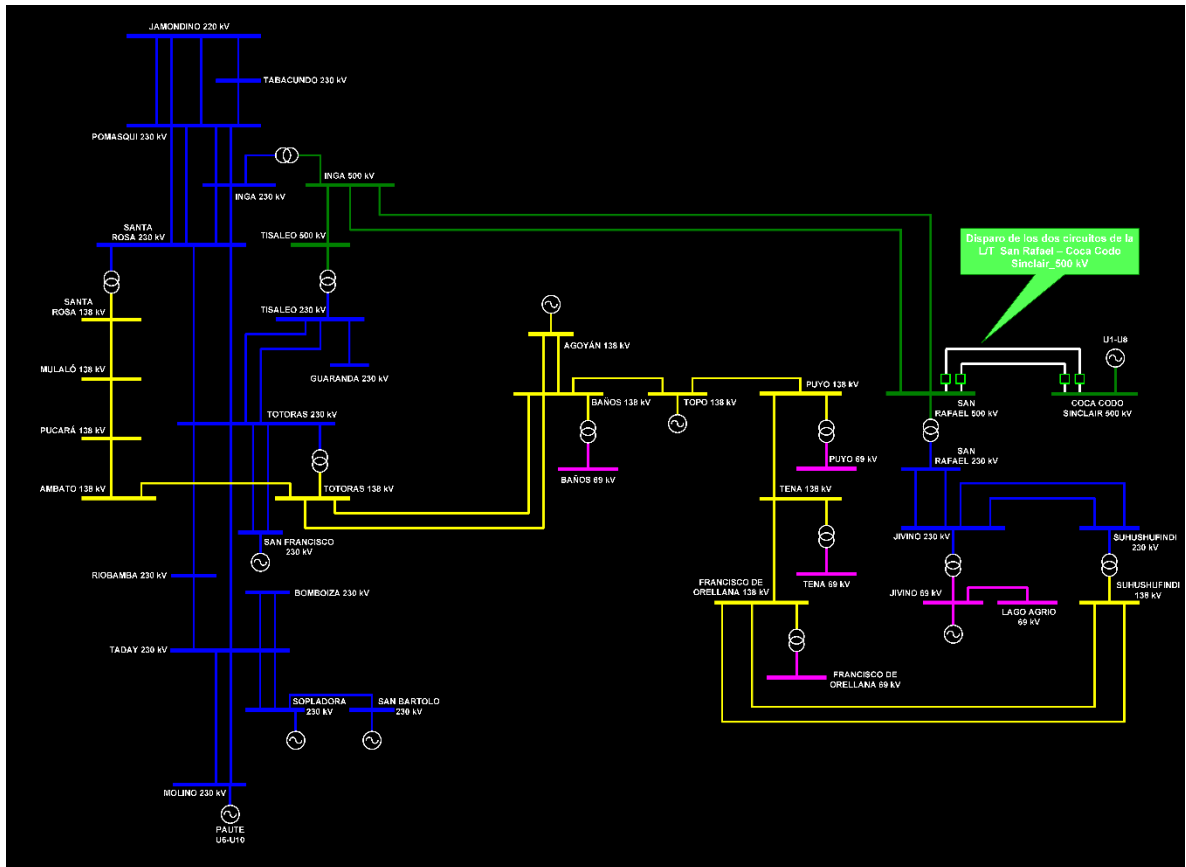 JAMONDINO 220 kV
TABACUNDO 230 kV
POMASQUI 230 kV
INGA 500 kV
INGA 230 kV
SANTA
ROSA 230 kV
TISALEO 500 kV
Disparo de los dos circuitos de la
L/T San Rafael – Coca Codo
Sinclair_500 kV
SANTA
ROSA 138 kV
TISALEO 230 kV
AGOYÁN 138 kV
U1-U8
MULALÓ 138 kV
GUARANDA 230 kV
BAÑOS 138 kV
TOPO 138 kV
PUYO 138 kV
SAN
RAFAEL 500 kV
COCA CODO
SINCLAIR 500 kV
TOTORAS 230 kV
PUCARÁ 138 kV
SAN
RAFAEL 230 kV
BAÑOS 69 kV
PUYO 69 kV
AMBATO 138 kV
TOTORAS 138 kV
TENA 138 kV
SAN FRANCISCO
230 kV
JIVINO 230 kV
SUHUSHUFINDI
230 kV
RIOBAMBA 230 kV
BOMBOIZA 230 kV
TENA 69 kV
FRANCISCO DE
ORELLANA 138 kV
JIVINO 69 kV
LAGO AGRIO
69 kV
SUHUSHUFINDI
138 kV
TADAY 230 kV
FRANCISCO DE
ORELLANA 69 kV
SOPLADORA
230 kV
SAN BARTOLO
230 kV
MOLINO 230 kV
PAUTE
U6-U10